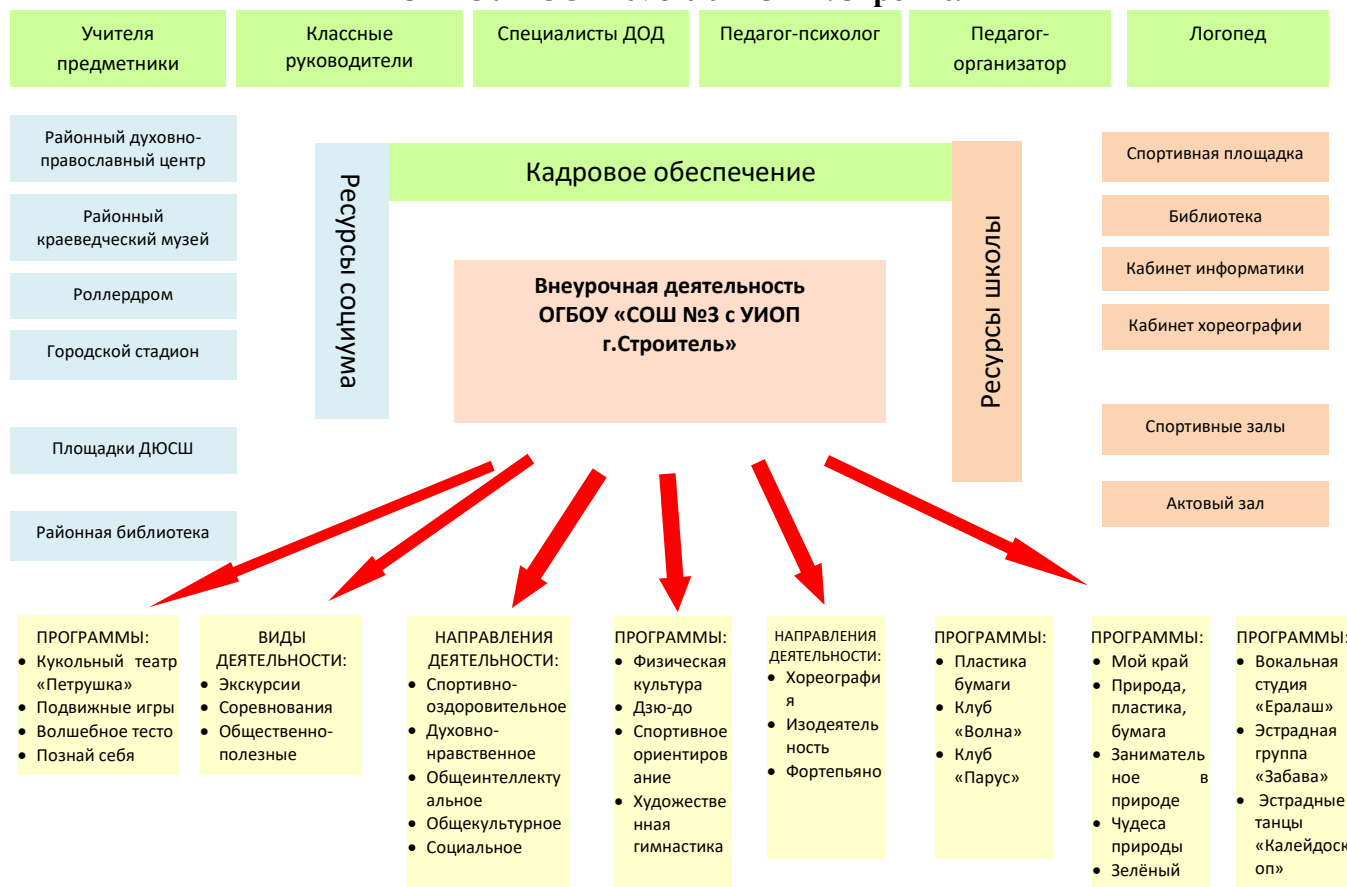 Учителя
предметники
Классные
руководители
Специалисты ДОД
Педагог-психолог
Педагог-
организатор
Логопед
Районный духовно-
православный центр
Районный
краеведческий музей
Роллердром
Городской стадион
Площадки ДЮСШ
Районная библиотека
Ресурсы социума
Кадровое обеспечение
Внеурочная деятельность
ОГБОУ «СОШ №3 с УИОП
г.Строитель»
Ресурсы школы
Спортивная площадка
Библиотека
Кабинет информатики
Кабинет хореографии
Спортивные залы
Актовый зал
ПРОГРАММЫ:
• Кукольный театр
«Петрушка»
• Подвижные игры
• Волшебное тесто
• Познай себя
ВИДЫ
ДЕЯТЕЛЬНОСТИ:
• Экскурсии
• Соревнования
• Общественно-
полезные
НАПРАВЛЕНИЯ
ДЕЯТЕЛЬНОСТИ:
• Спортивно-
оздоровительное
• Духовно-
нравственное
• Общеинтеллекту
альное
• Общекультурное
• Социальное
ПРОГРАММЫ:
• Физическая
культура
• Дзю-до
• Спортивное
ориентиров
ание
• Художестве
нная
гимнастика
НАПРАВЛЕНИЯ
ДЕЯТЕЛЬНОСТИ:
• Хореографи
я
• Изодеятель
ность
• Фортепьяно
ПРОГРАММЫ:
• Пластика
бумаги
• Клуб
«Волна»
• Клуб
«Парус»
ПРОГРАММЫ:
• Мой край
• Природа,
пластика,
бумага
• Заниматель
ное в
природе
• Чудеса
природы
• Зелёный
ПРОГРАММЫ:
• Вокальная
студия
«Ералаш»
• Эстрадная
группа
«Забава»
• Эстрадные
танцы
«Калейдоск
оп»